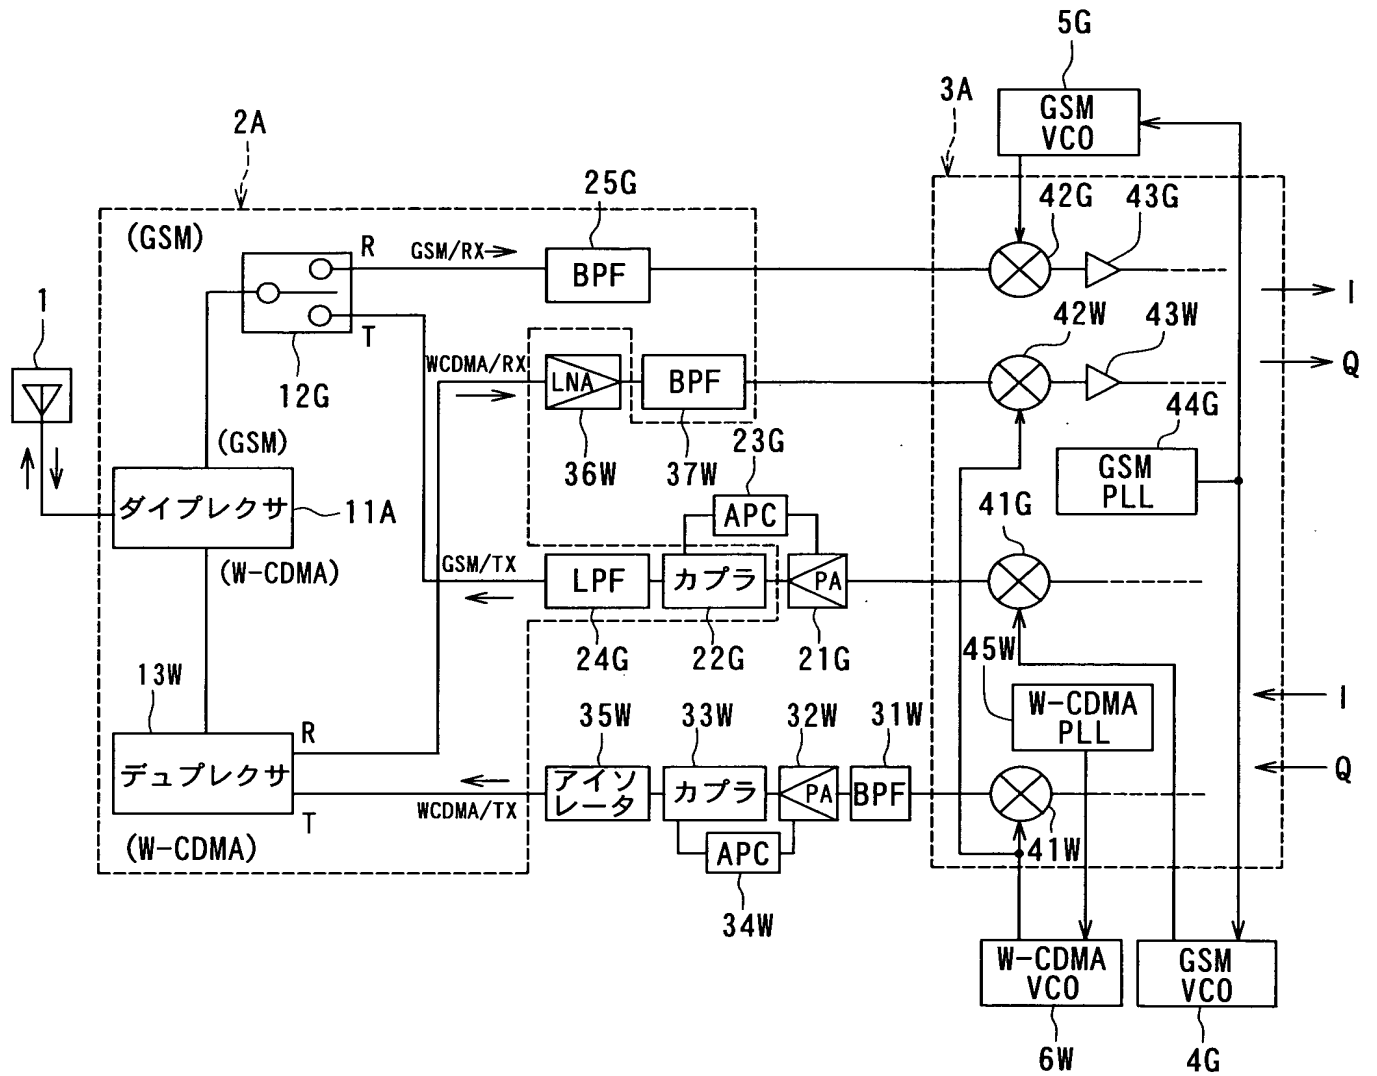 5G
3A
GSM
VCO
2A
25G
42G
43G
(GSM)
R
GSM/RX
BPF
I
1
12G
T
WCDMA/RX
LNA
BPF
42W
43W
Q
44G
(GSM)
36W
37W
23G
GSM
PLL
ダイプレクサ
11A
APC
41G
(W-CDMA)
GSM/TX
LPF
カプラ
PA
24G
22G
21G
45W
13W
35W
33W
32W
31W
W-CDMA
PLL
I
R
デュプレクサ
アイソ
レータ
カプラ
PA
BPF
Q
WCDMA/TX
T
(W-CDMA)
APC
41W
34W
W-CDMA
VCO
GSM
VCO
6W
4G